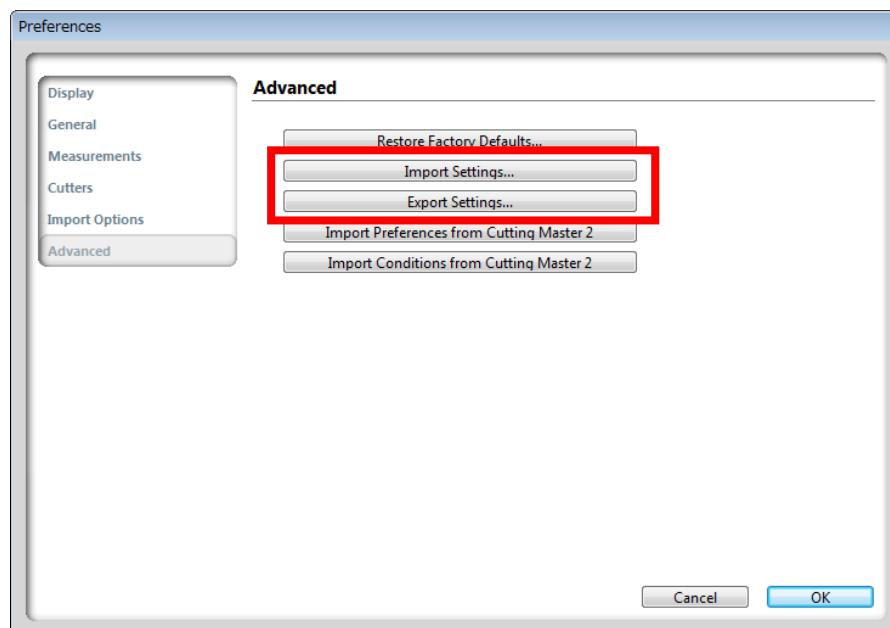 Preferences
Display
General
Measurements
Cutters
Import Options
Advanced
Advanced
Restore Factory Defaults...
Import Settings...
Export Settings...
Import Preferences from Cutting Master 2
Import Conditions from Cutting Master 2
Cancel
OK